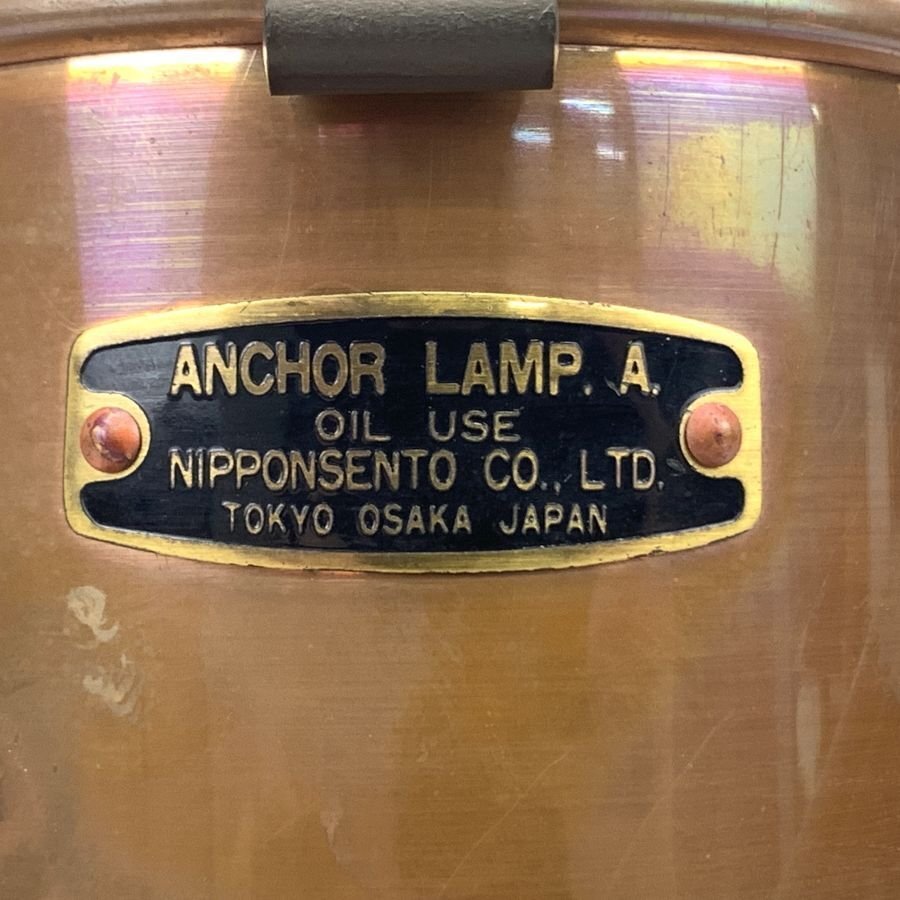 ANCHOR LAMP. A.
OIL USE
NIPPONSENTO CO., LTD.
TOKYO OSAKA JAPAN